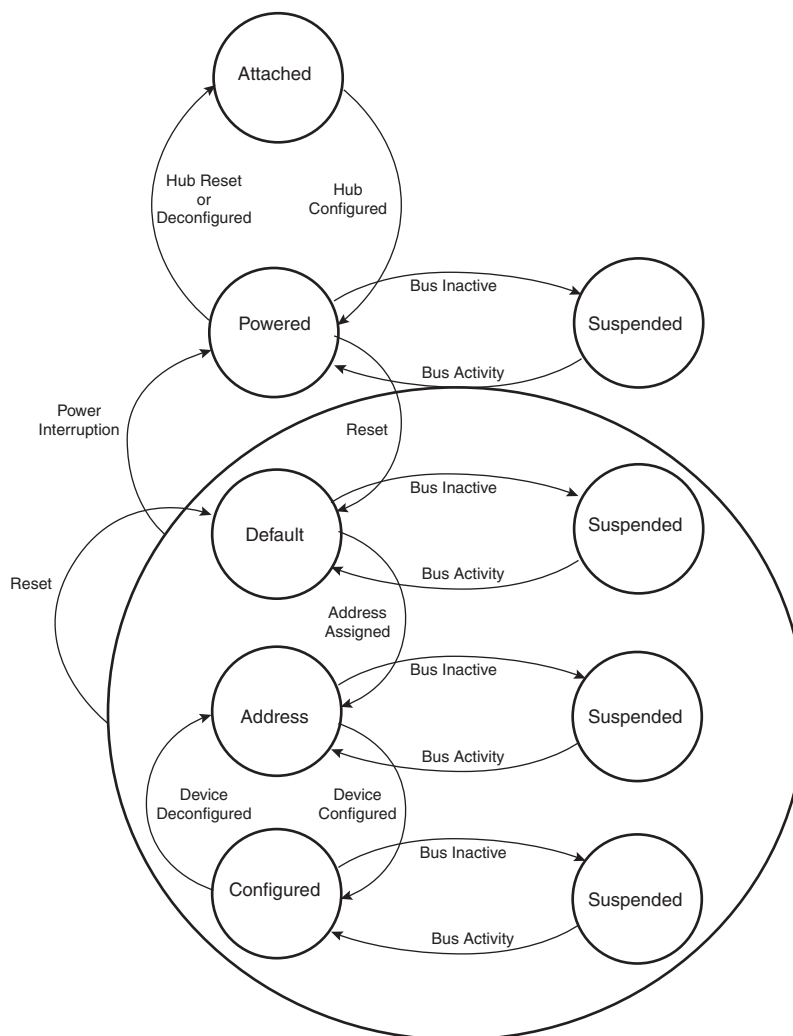 Attached
Hub Reset
or
Deconfigured
Hub
Configured
Bus Inactive
Powered
Suspended
Bus Activity
Power
Interruption
Reset
Bus Inactive
Default
Suspended
Bus Activity
Reset
Address
Assigned
Bus Inactive
Address
Suspended
Bus Activity
Device
Deconfigured
Device
Configured
Bus Inactive
Configured
Suspended
Bus Activity